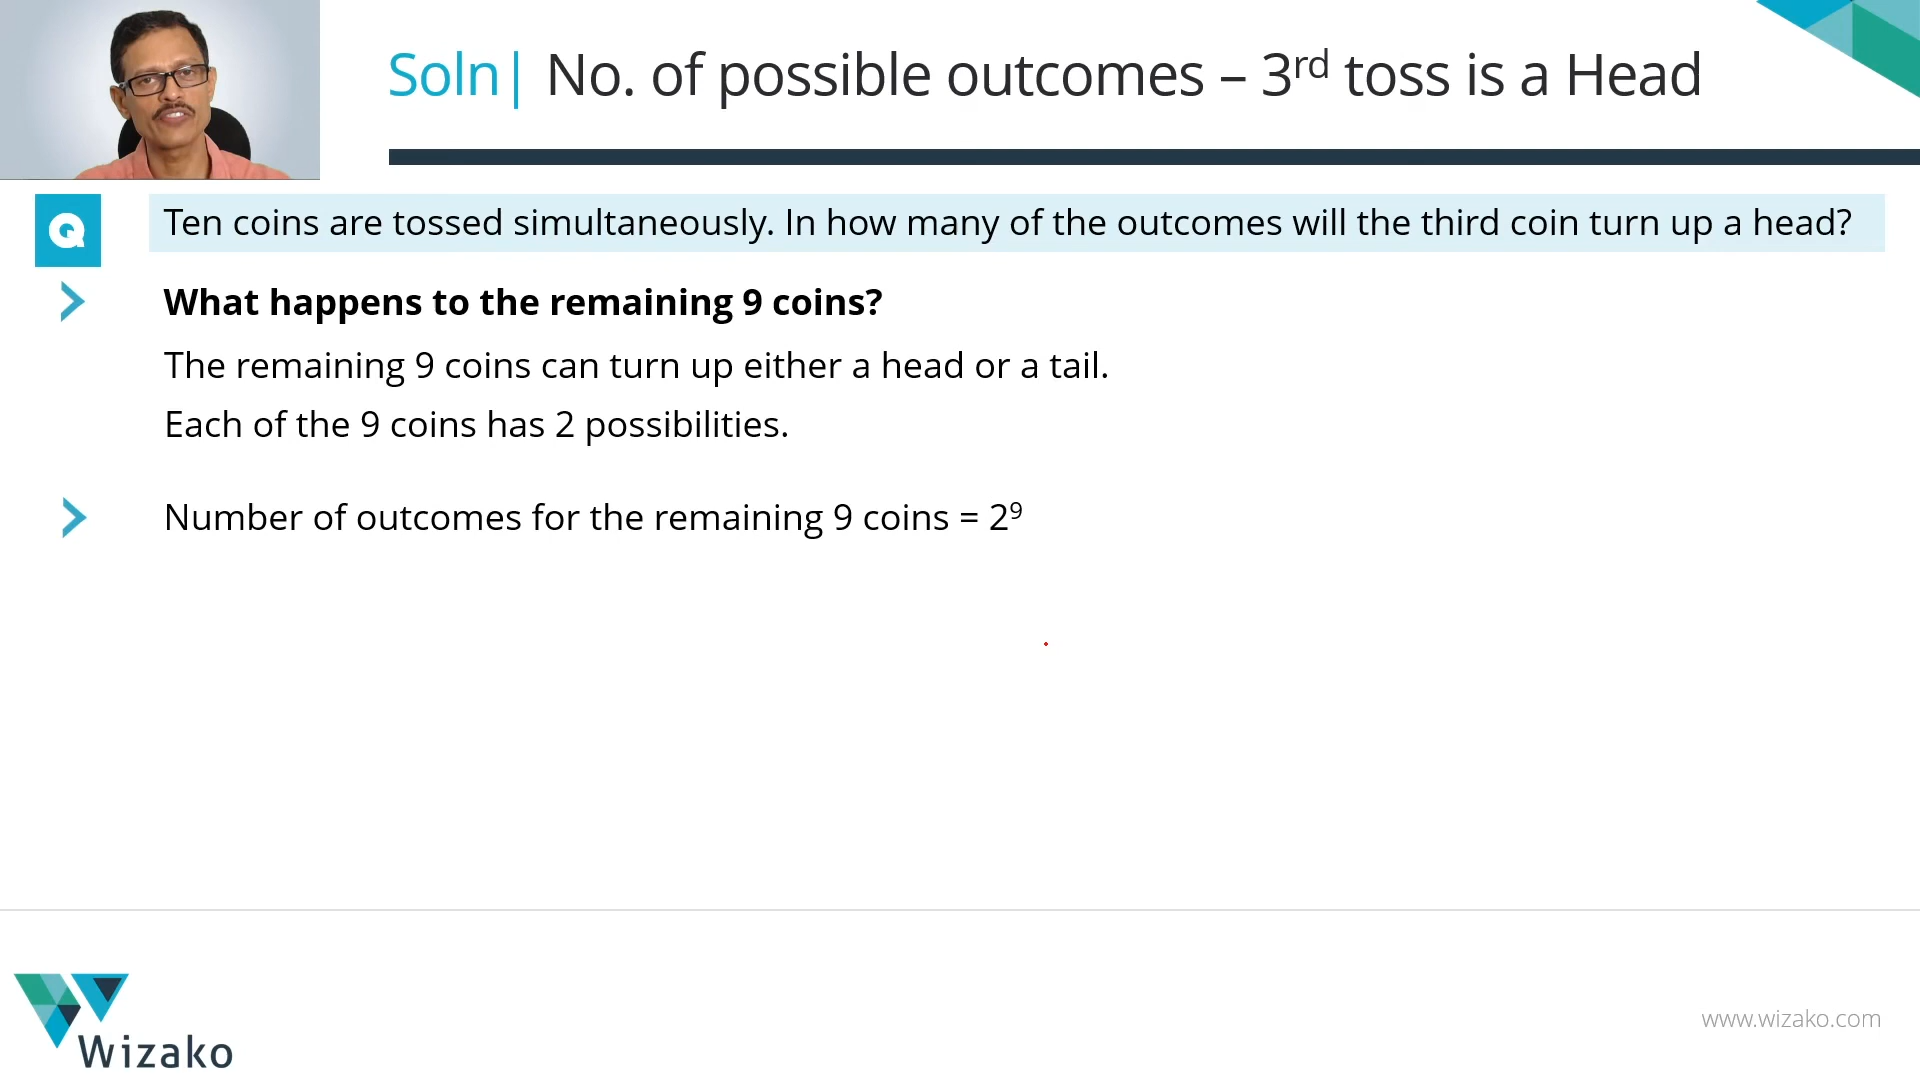 Soln| No. of possible outcomes – 3rd toss is a Head
Q
Ten coins are tossed simultaneously. In how many of the outcomes will the third coin turn up a head?
What happens to the remaining 9 coins?
The remaining 9 coins can turn up either a head or a tail.
Each of the 9 coins has 2 possibilities.
Number of outcomes for the remaining 9 coins = 2⁹
Wizako
www.wizako.com